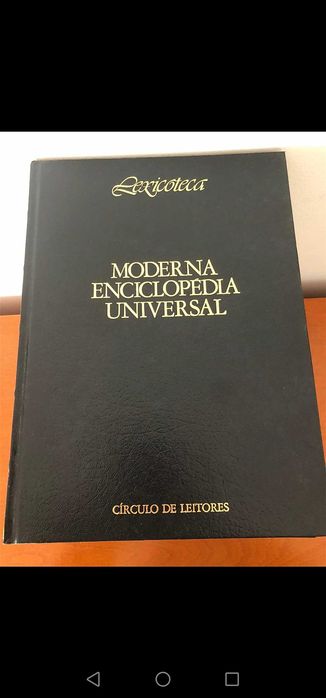 Lexicoteca
MODERNA
ENCICLOPÉDIA
UNIVERSAL
CÍRCULO DE LEITORES